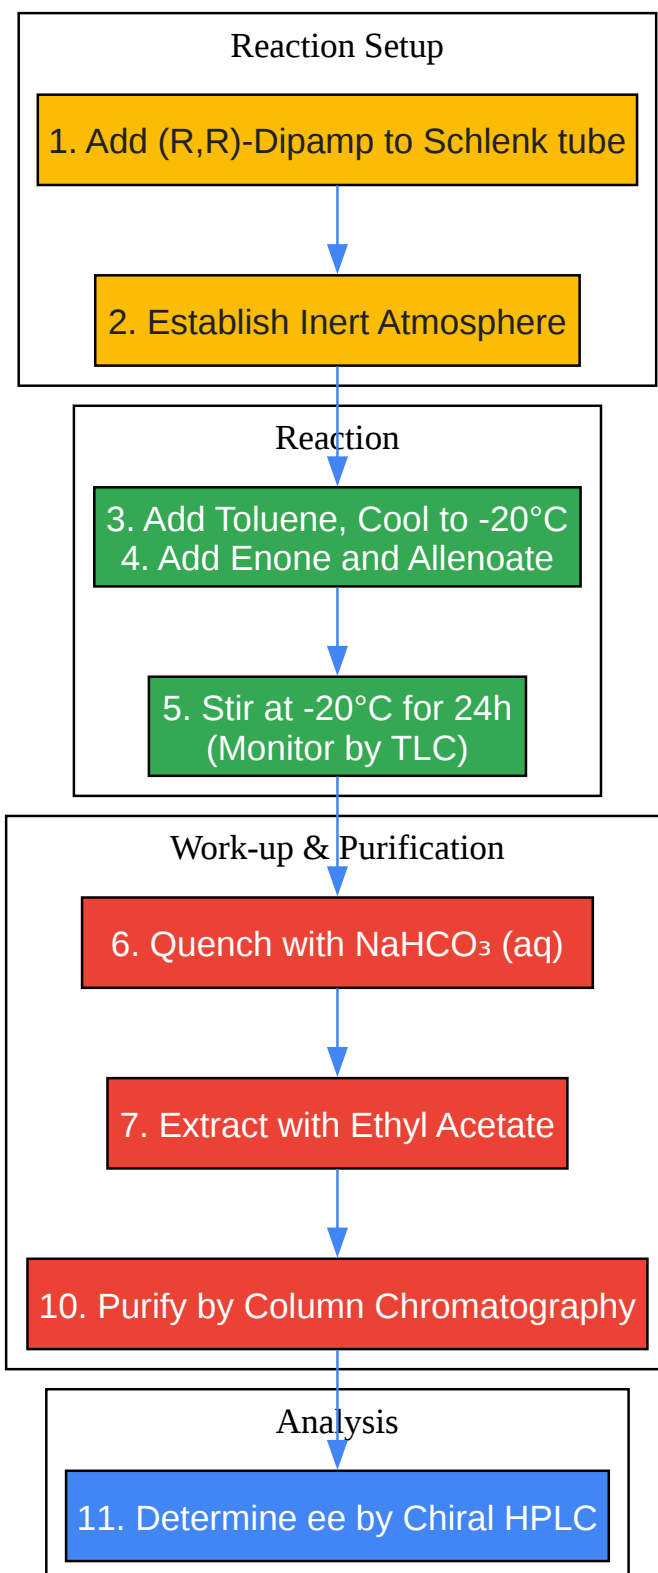 Reaction Setup
1. Add (R,R)-Dipamp to Schlenk tube
2. Establish Inert Atmosphere
Reaction
3. Add Toluene, Cool to -20°C
4. Add Enone and Allenoate
5. Stir at -20°C for 24h
(Monitor by TLC)
Work-up & Purification
6. Quench with NaHCO₃ (aq)
7. Extract with Ethyl Acetate
10. Purify by Column Chromatography
Analysis
11. Determine ee by Chiral HPLC